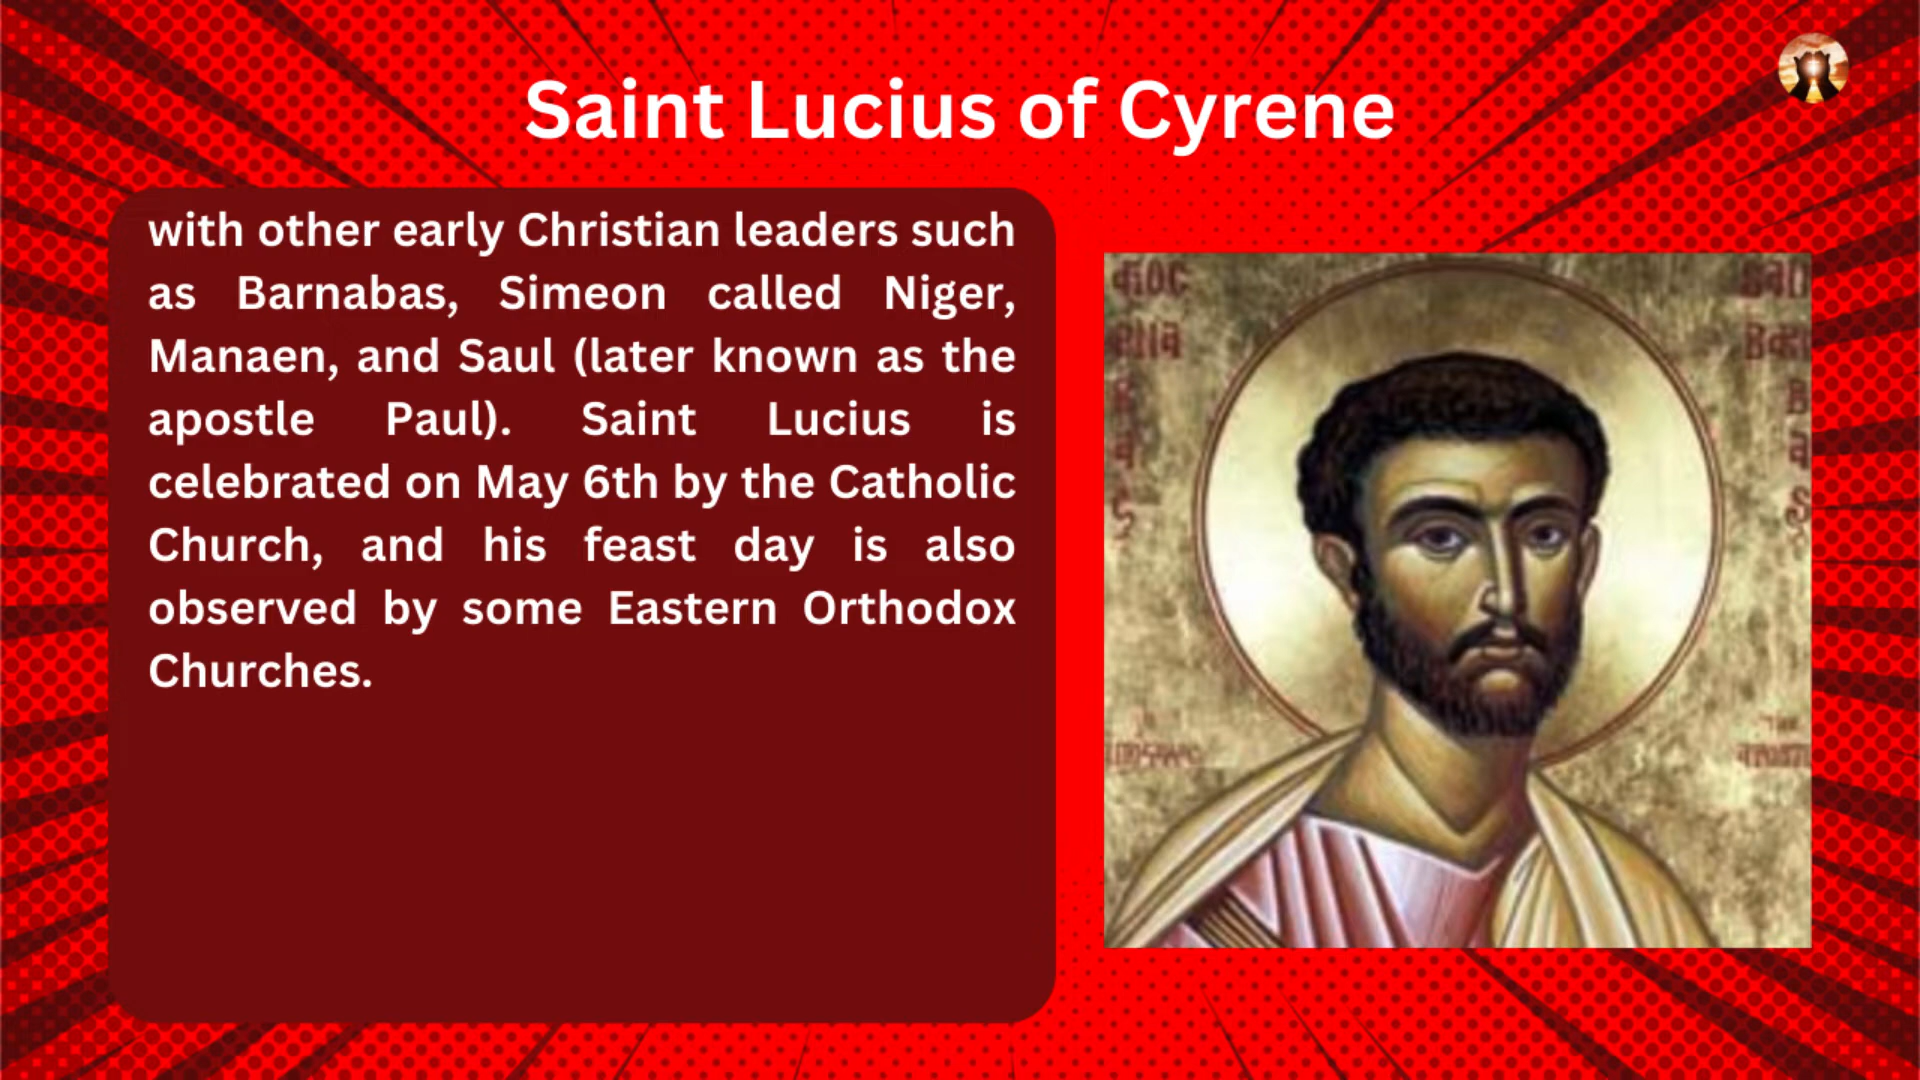 Saint Lucius of Cyrene
with other early Christian leaders such
as Barnabas, Simeon called Niger,
Manaen, and Saul (later known as the
apostle Paul). Saint Lucius is
celebrated on May 6th by the Catholic
Church, and his feast day is also
observed by some Eastern Orthodox
Churches.